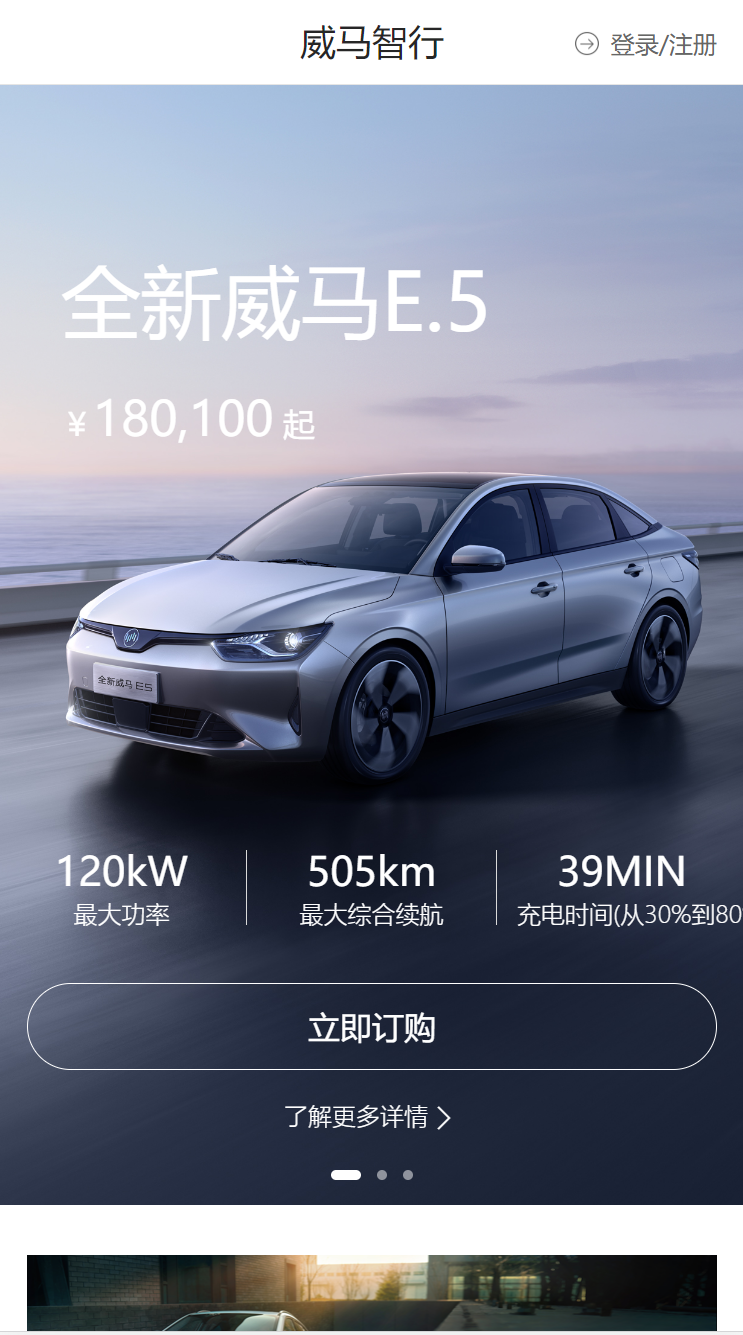 威马智行
登录/注册
全新威马E.5
¥180,100 起
全新威马 E5
120kW
505km
39MIN
最大功率
最大综合续航
充电时间(从30%到80%
立即订购
了解更多详情